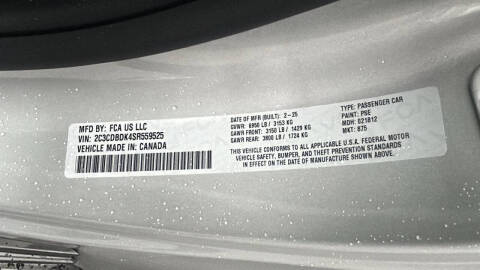 MFD BY: FCA US LLC
VIN: 2C3CDBDK4SR559525
VEHICLE MADE IN: CANADA
DATE OF MFR (BUILT): 2-25
GVWR: 6950 LB / 3153 KG
GAWR FRONT: 3150 LB / 1429 KG
GAWR REAR: 3800 LB / 1724 KG
TYPE: PASSENGER CAR
PAINT: PSE
MDH: 021812
MKT: 875
THIS VEHICLE CONFORMS TO ALL APPLICABLE U.S.A. FEDERAL MOTOR
VEHICLE SAFETY, BUMPER, AND THEFT PREVENTION STANDARDS
IN EFFECT ON THE DATE OF MANUFACTURE SHOWN ABOVE.